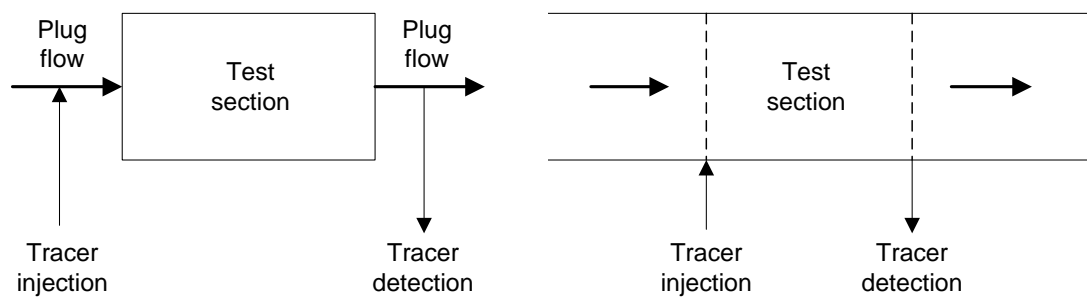 Plug
flow
Test
section
Plug
flow
Tracer
injection
Tracer
detection
Test
section
Tracer
injection
Tracer
detection